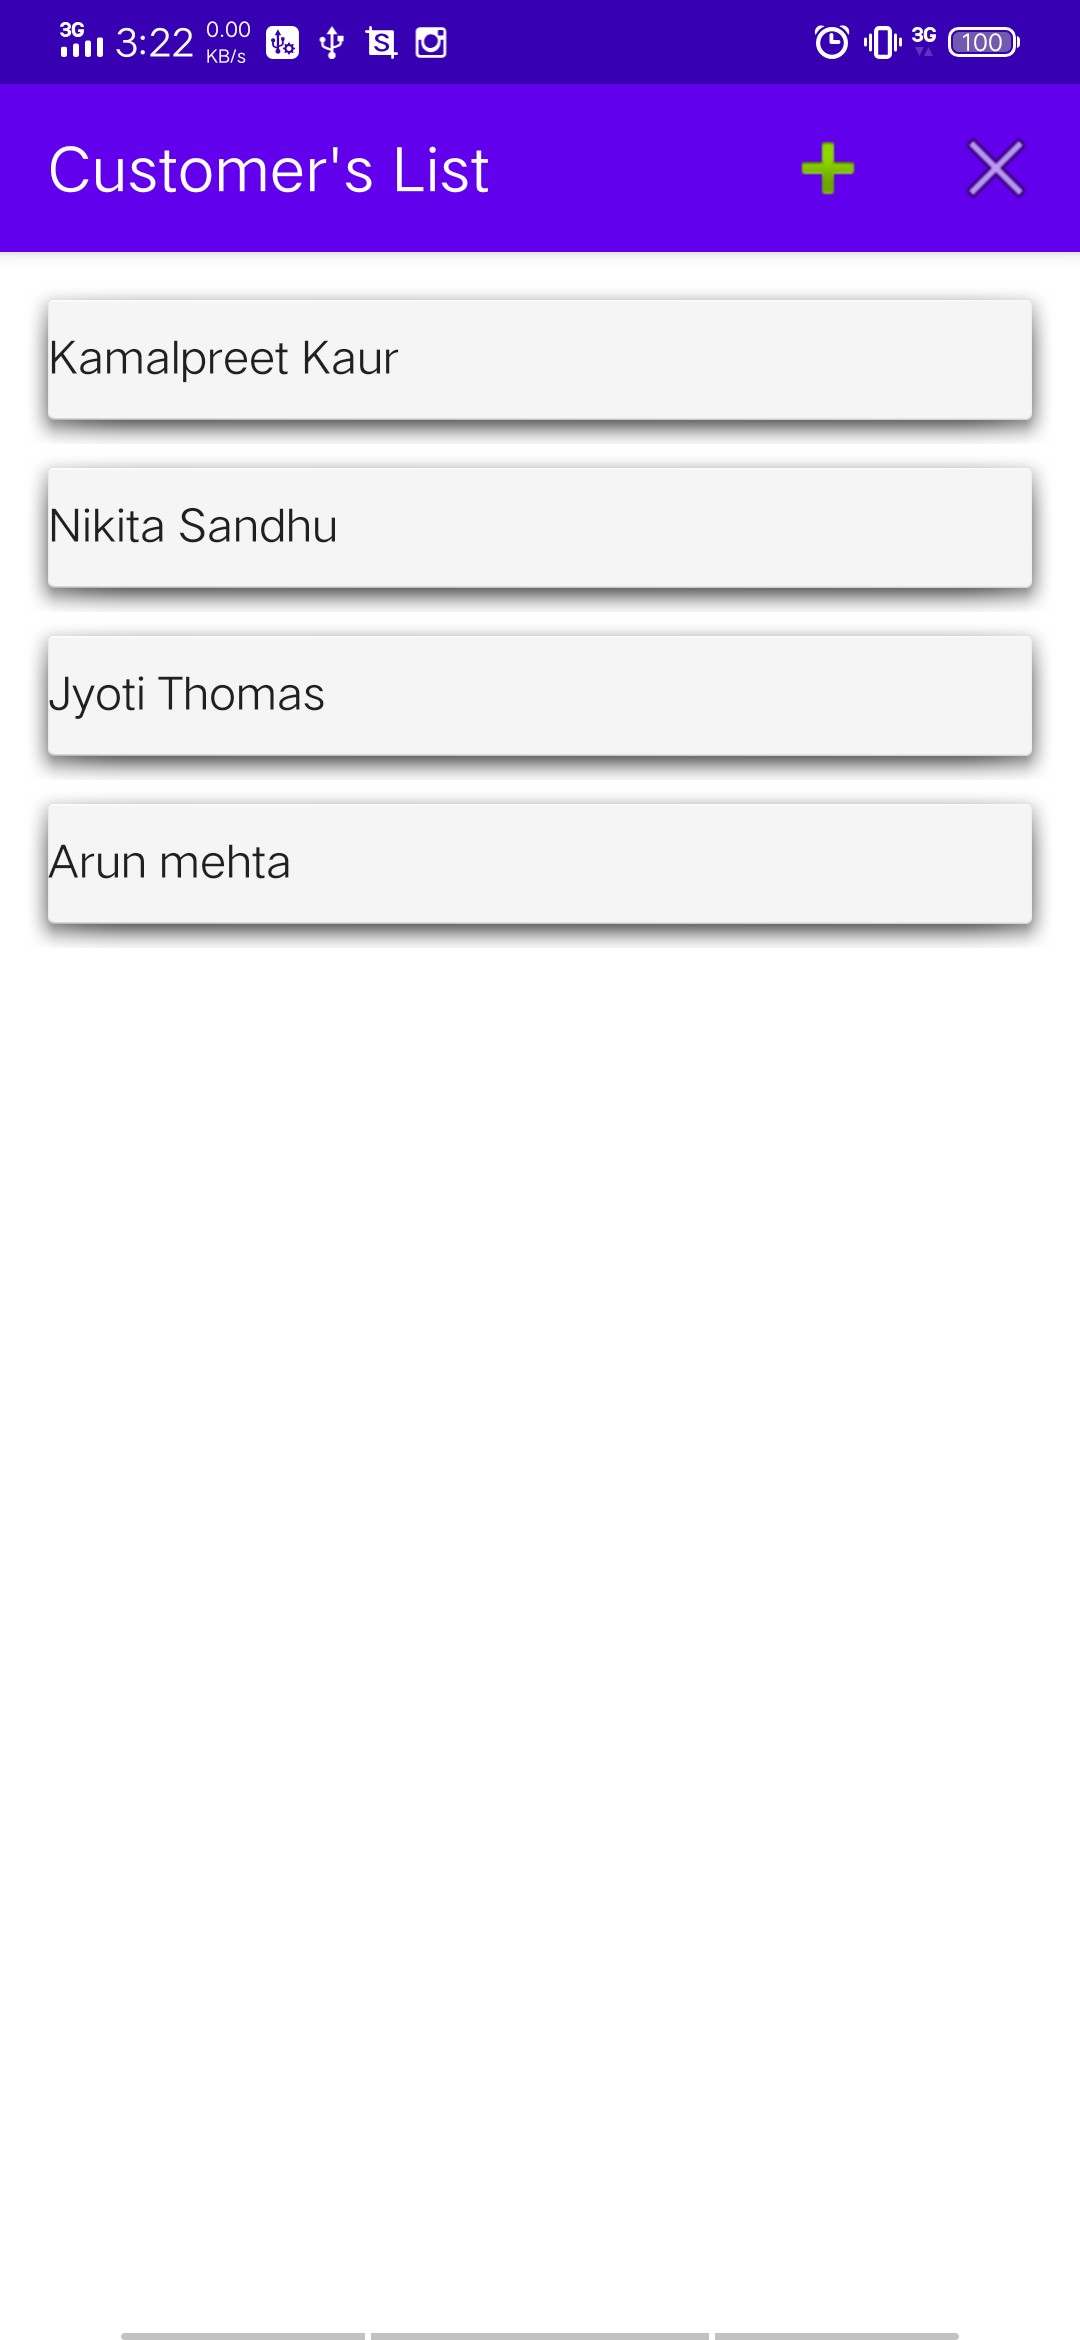 3G 3:22 0.00 KB/s S 3G 100
Customer's List
Kamalpreet Kaur
Nikita Sandhu
Jyoti Thomas
Arun mehta